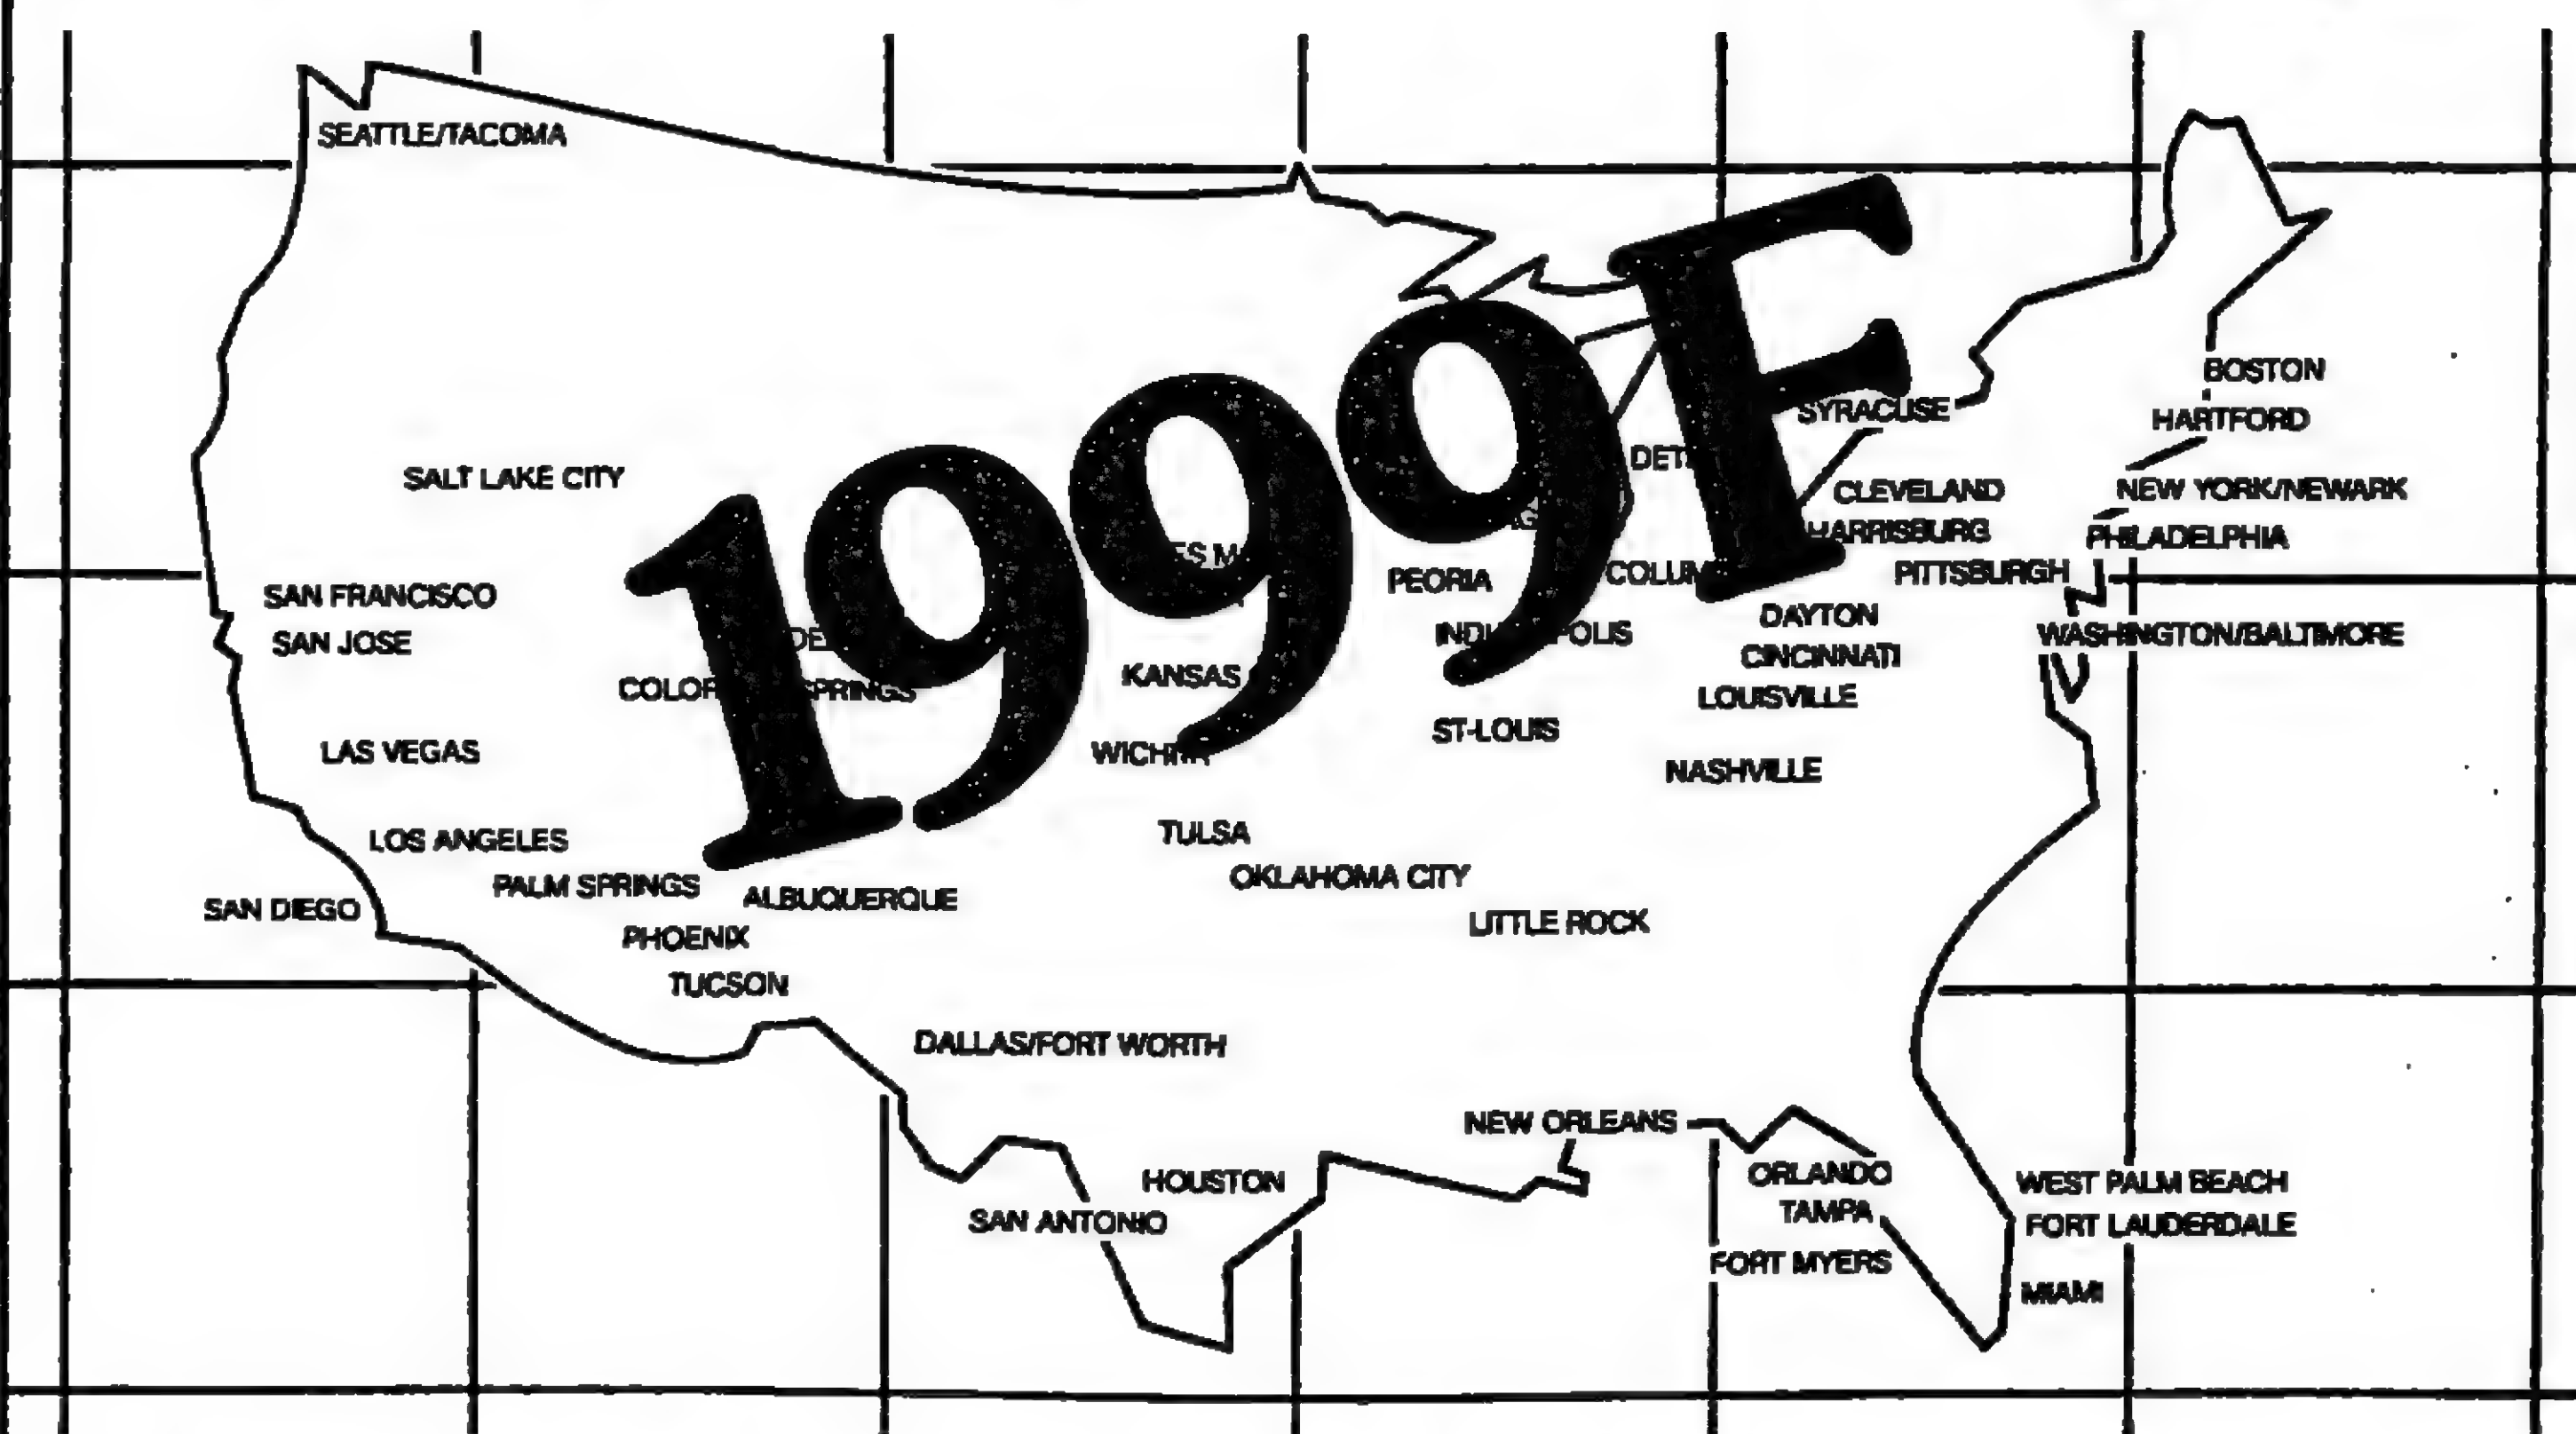 SEATTLE/TACOMA
1999F
BOSTON
SYRACUSE
HARTFORD
SALT LAKE CITY
CLEVELAND
NEW YORK/NEWARK
HARRISBURG
PHILADELPHIA
PEORIA
PITTSBURGH
SAN FRANCISCO
DAYTON
SAN JOSE
WASHINGTON/BALTIMORE
CINCINNATI
KANSAS
SPRINGS
LOUISVILLE
ST-LOUIS
LAS VEGAS
NASHVILLE
TULSA
LOS ANGELES
OKLAHOMA CITY
PALM SPRINGS
ALBUQUERQUE
SAN DIEGO
LITTLE ROCK
PHOENIX
TUCSON
DALLAS/FORT WORTH
NEW ORLEANS
ORLANDO
HOUSTON
WEST PALM BEACH
TAMPA
SAN ANTONIO
FORT LAUDERDALE
FORT MYERS
MIAMI